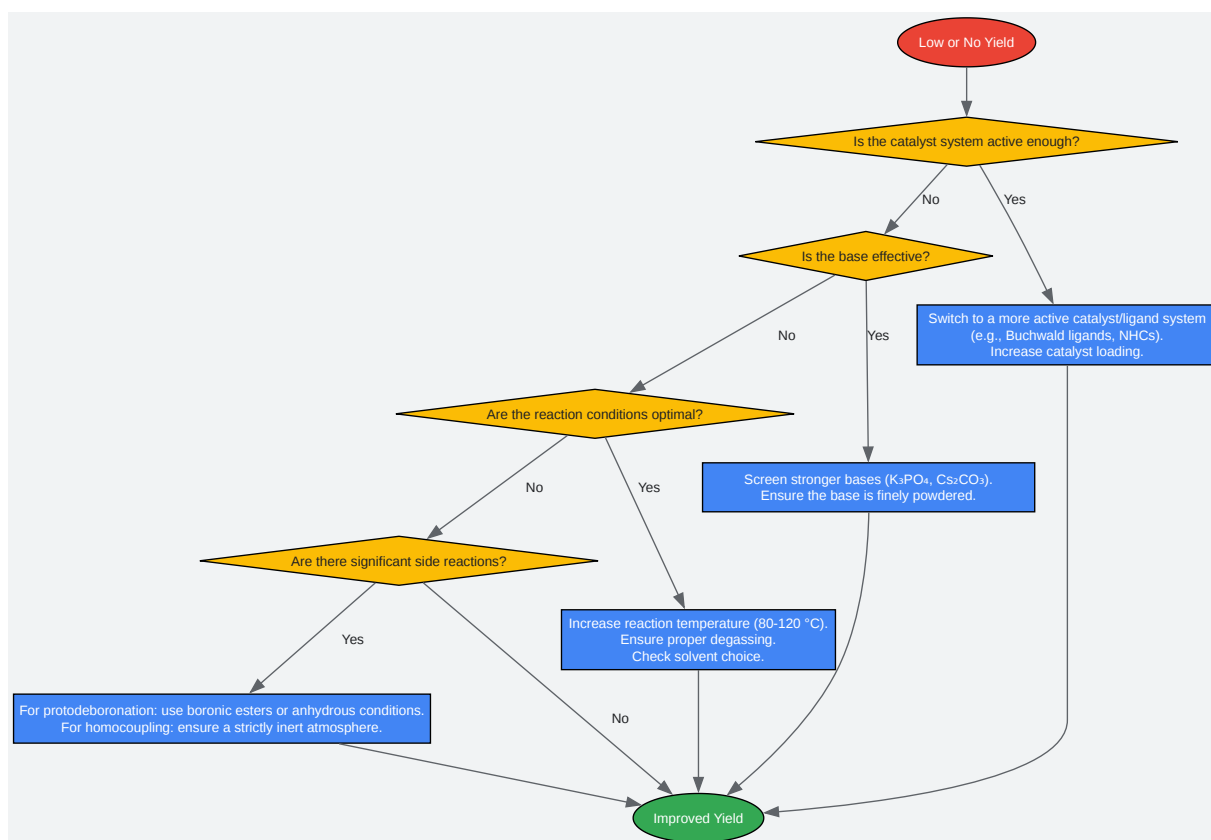 Low or No Yield
Is the catalyst system active enough?
No
Yes
Is the base effective?
Switch to a more active catalyst/ligand system
(e.g., Buchwald ligands, NHCs).
Increase catalyst loading.
No
Yes
Are the reaction conditions optimal?
Screen stronger bases (K₃PO₄, Cs₂CO₃).
Ensure the base is finely powdered.
No
Yes
Are there significant side reactions?
Increase reaction temperature (80-120 °C).
Ensure proper degassing.
Check solvent choice.
Yes
No
For protodeboronation: use boronic esters or anhydrous conditions.
For homocoupling: ensure a strictly inert atmosphere.
Improved Yield